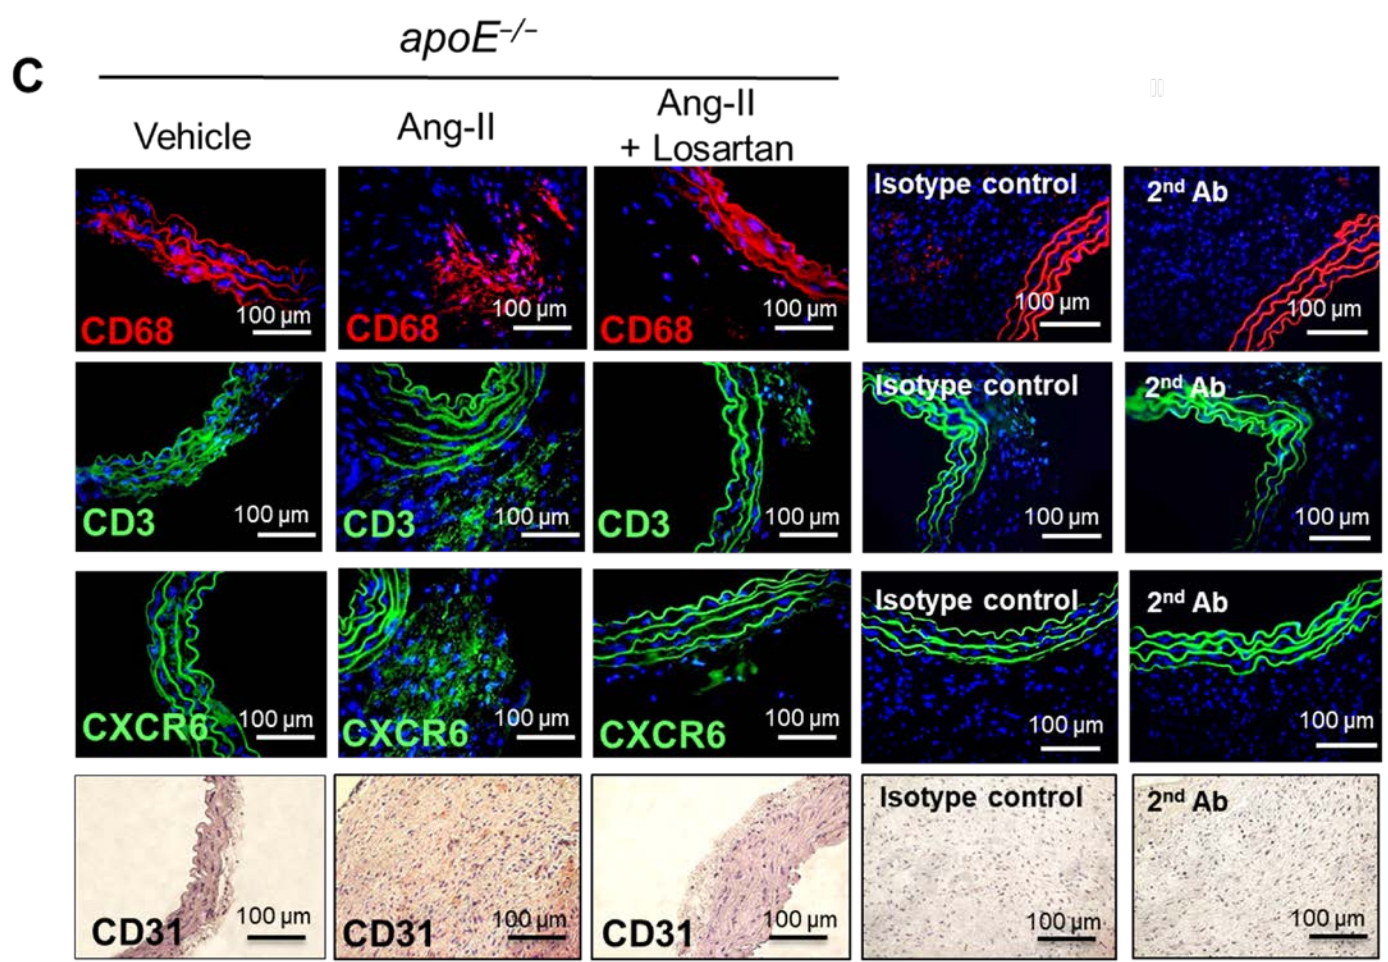 apoE–/–
C
Vehicle
Ang-II
Ang-II
+ Losartan
CD68
100 µm
CD68
100 µm
CD68
100 µm
Isotype control
100 µm
2nd Ab
100 µm
CD3
100 µm
CD3
100 µm
CD3
100 µm
Isotype control
100 µm
2nd Ab
100 µm
CXCR6
100 µm
CXCR6
100 µm
CXCR6
100 µm
Isotype control
100 µm
2nd Ab
100 µm
CD31
100 µm
CD31
100 µm
CD31
100 µm
Isotype control
100 µm
2nd Ab
100 µm